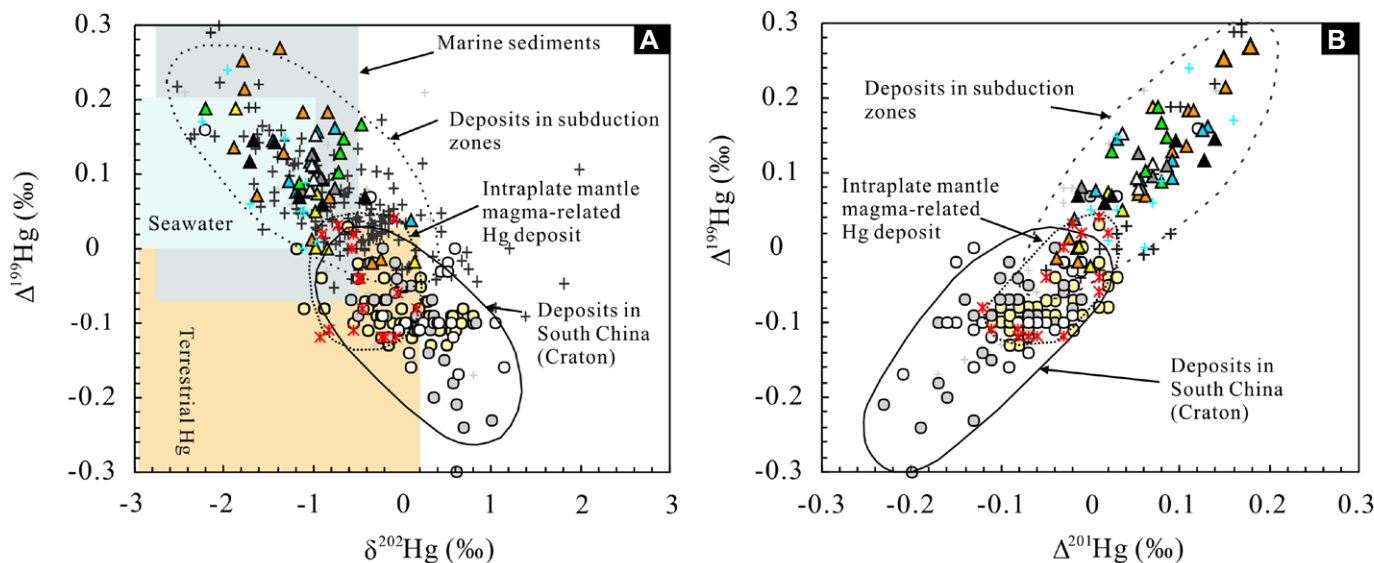 A
0.3
0.2
0.1
0
-0.1
-0.2
-0.3
Δ¹⁹⁹Hg (‰)
-3
-2
-1
0
1
2
3
δ²⁰²Hg (‰)
Marine sediments
Deposits in subduction
zones
Intraplate mantle
magma-related
Hg deposit
Seawater
Deposits in
South China
(Craton)
Terrestrial Hg
B
0.3
0.2
0.1
0
-0.1
-0.2
-0.3
Δ¹⁹⁹Hg (‰)
-0.3
-0.2
-0.1
0
0.1
0.2
0.3
Δ²⁰¹Hg (‰)
Deposits in
subduction zones
Intraplate mantle
magma-related
Hg deposit
Deposits in
South China
(Craton)